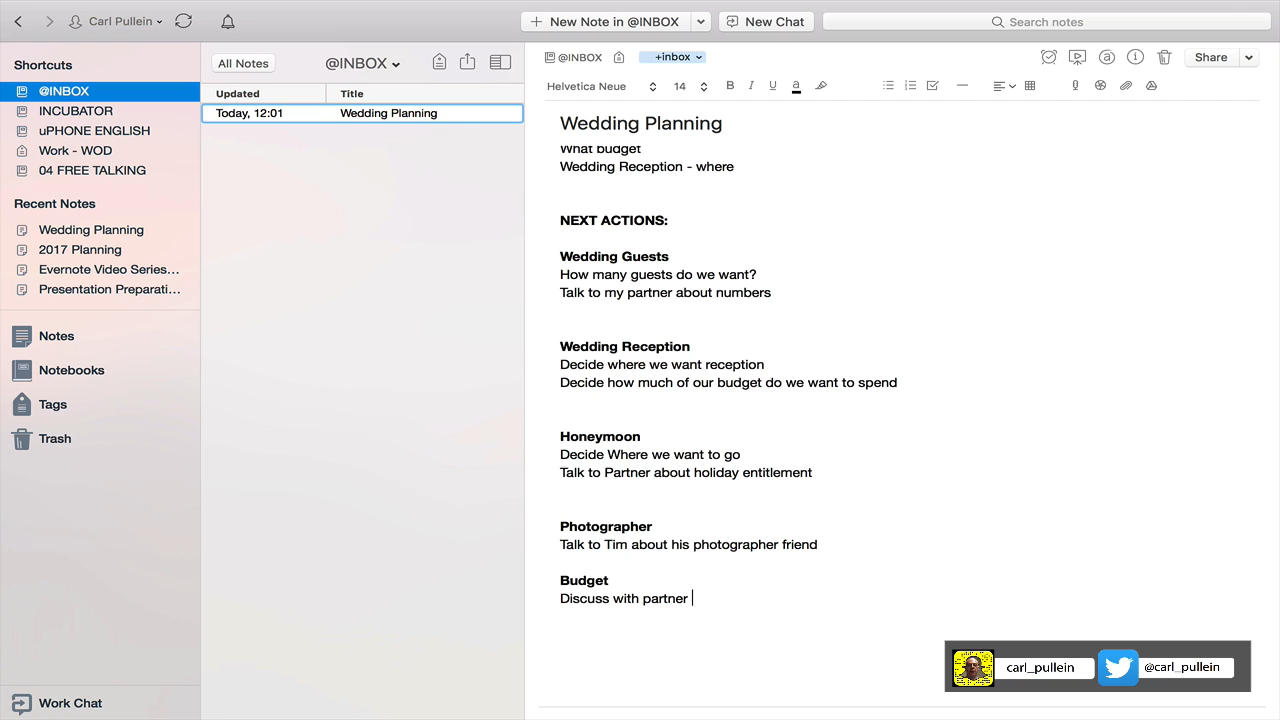 Carl Pullein
New Note in @INBOX
New Chat
Search notes
Shortcuts
@INBOX
INCUBATOR
uPHONE ENGLISH
Work - WOD
04 FREE TALKING
Recent Notes
Wedding Planning
2017 Planning
Evernote Video Series...
Presentation Preparati...
Notes
Notebooks
Tags
Trash
Work Chat
All Notes
@INBOX
Updated Title
Today, 12:01 Wedding Planning
@INBOX +inbox
Share
Helvetica Neue 14 B I U a
Wedding Planning
What budget
Wedding Reception - where
NEXT ACTIONS:
Wedding Guests
How many guests do we want?
Talk to my partner about numbers
Wedding Reception
Decide where we want reception
Decide how much of our budget do we want to spend
Honeymoon
Decide Where we want to go
Talk to Partner about holiday entitlement
Photographer
Talk to Tim about his photographer friend
Budget
Discuss with partner
carl_pullein @carl_pullein